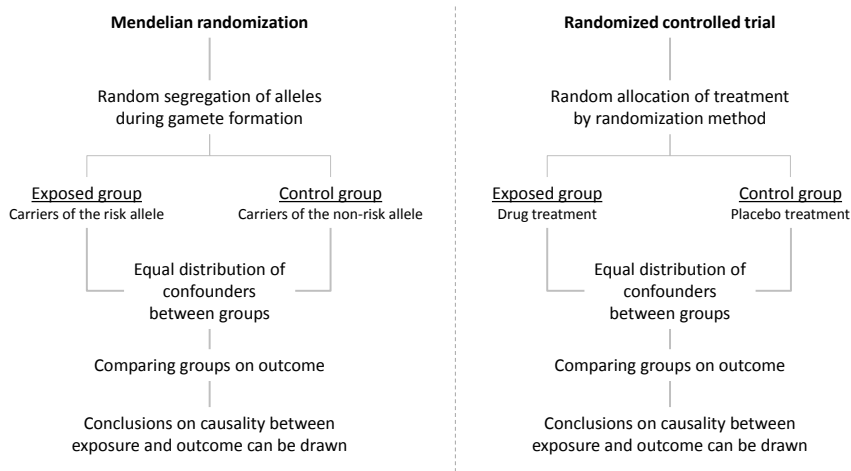 Mendelian randomization
Random segregation of alleles
during gamete formation
Exposed group
Carriers of the risk allele
Control group
Carriers of the non-risk allele
Equal distribution of
confounders
between groups
Comparing groups on outcome
Conclusions on causality between
exposure and outcome can be drawn
Randomized controlled trial
Random allocation of treatment
by randomization method
Exposed group
Drug treatment
Control group
Placebo treatment
Equal distribution of
confounders
between groups
Comparing groups on outcome
Conclusions on causality between
exposure and outcome can be drawn